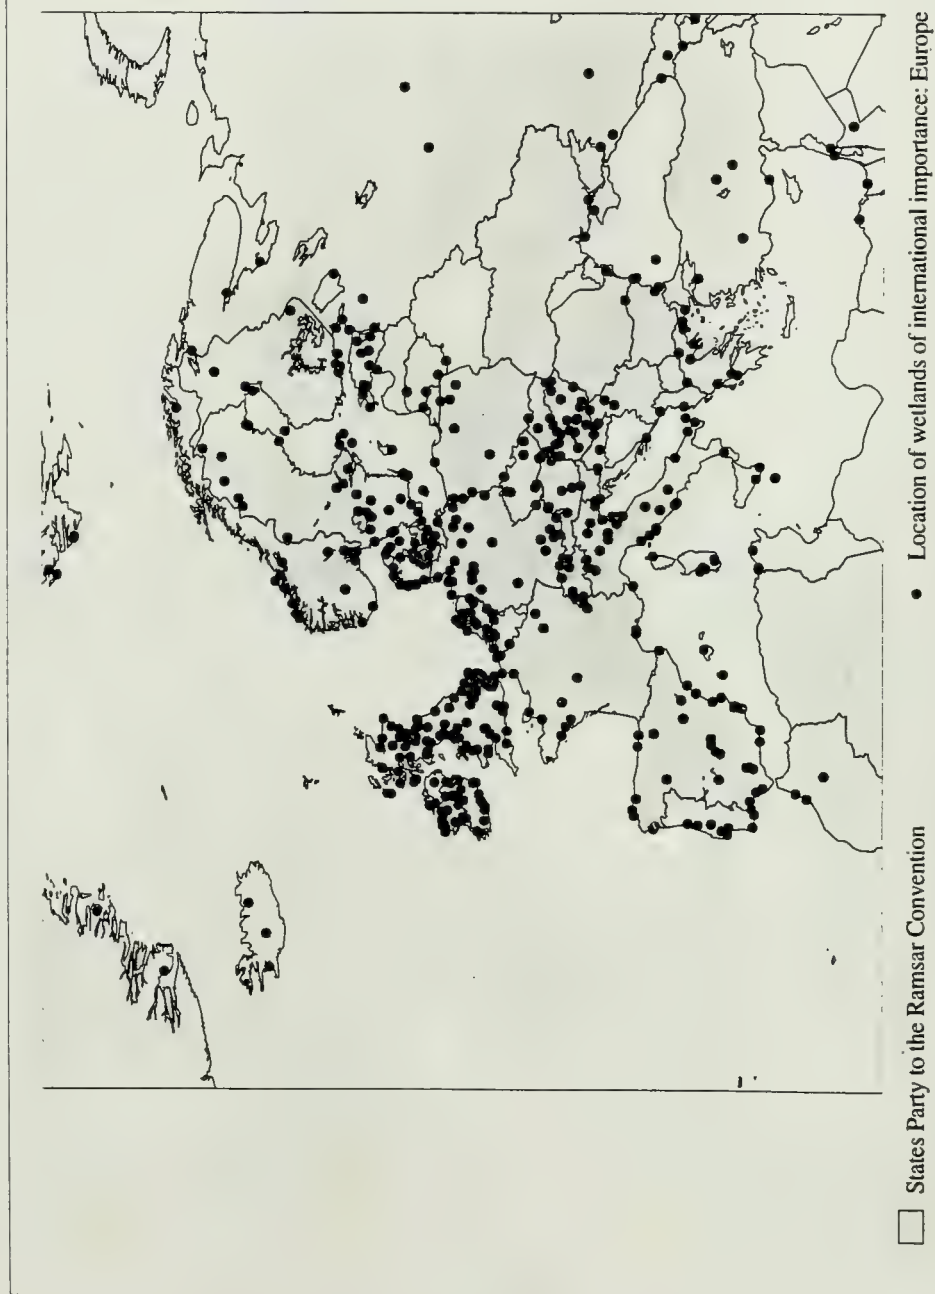 States Party to the Ramsar Convention
Location of wetlands of international importance: Europe